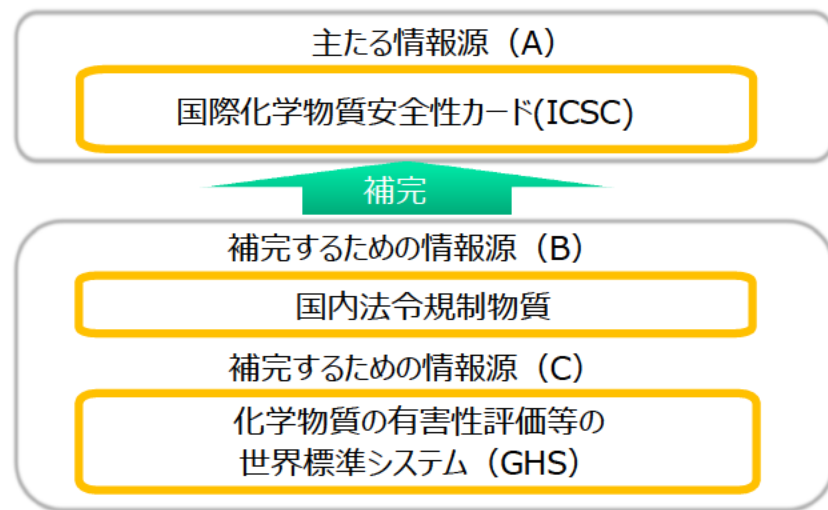 主たる情報源（A）
国際化学物質安全性カード(ICSC)
補完
補完するための情報源（B）
国内法令規制物質
補完するための情報源（C）
化学物質の有害性評価等の
世界標準システム（GHS）